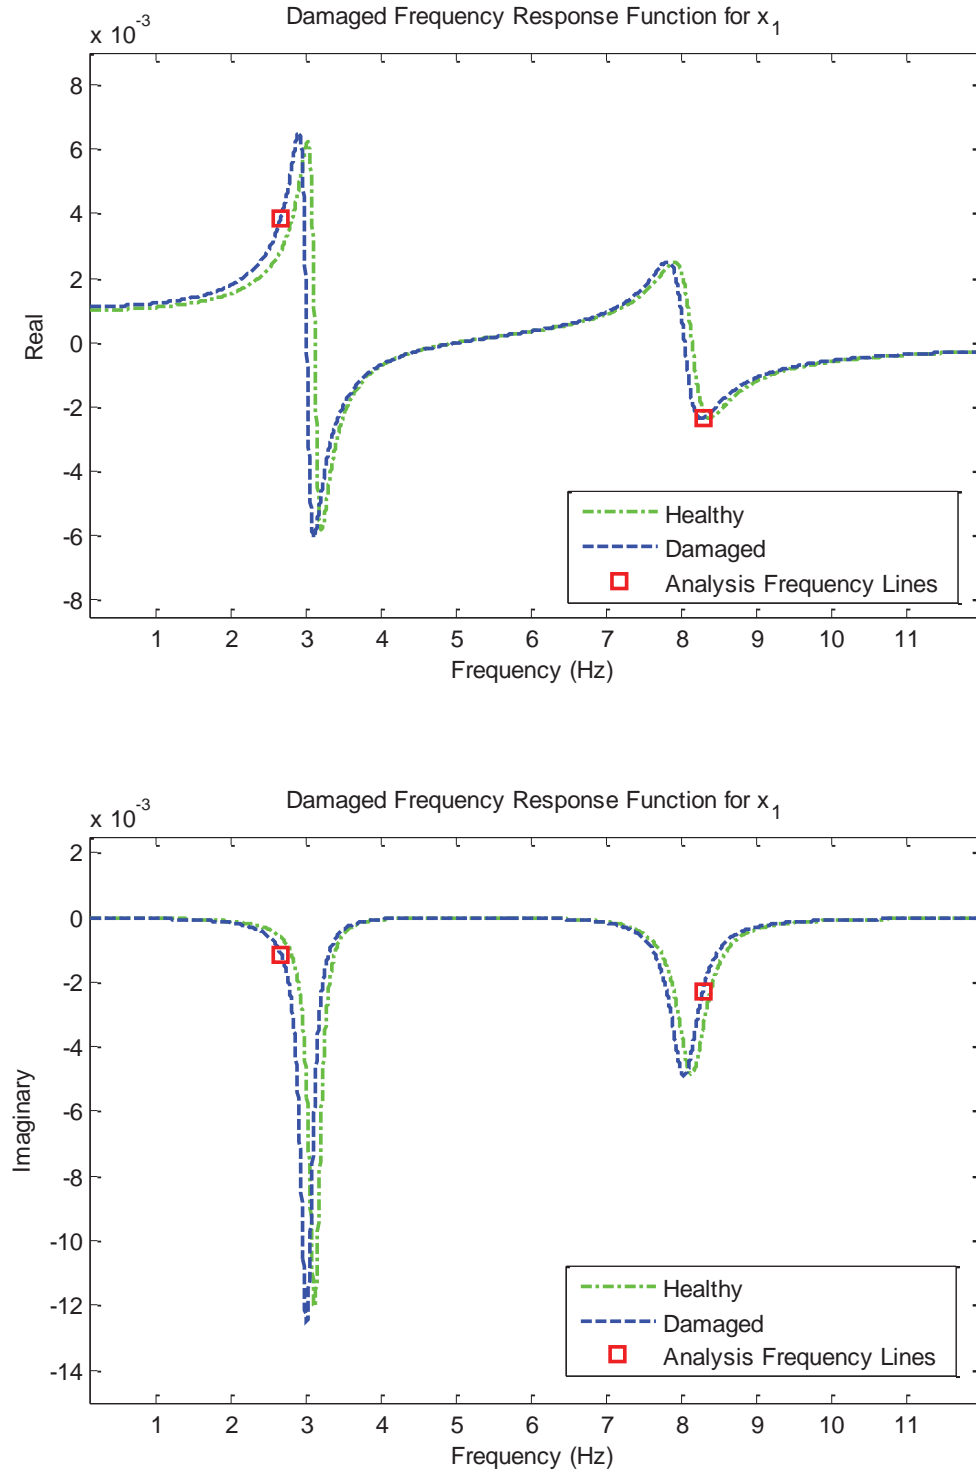 Damaged Frequency Response Function for x1
x 10-3
8
6
4
2
0
-2
-4
-6
-8
Real
Healthy
Damaged
Analysis Frequency Lines
1 2 3 4 5 6 7 8 9 10 11
Frequency (Hz)
Damaged Frequency Response Function for x1
x 10-3
2
0
-2
-4
-6
-8
-10
-12
-14
Imaginary
Healthy
Damaged
Analysis Frequency Lines
1 2 3 4 5 6 7 8 9 10 11
Frequency (Hz)